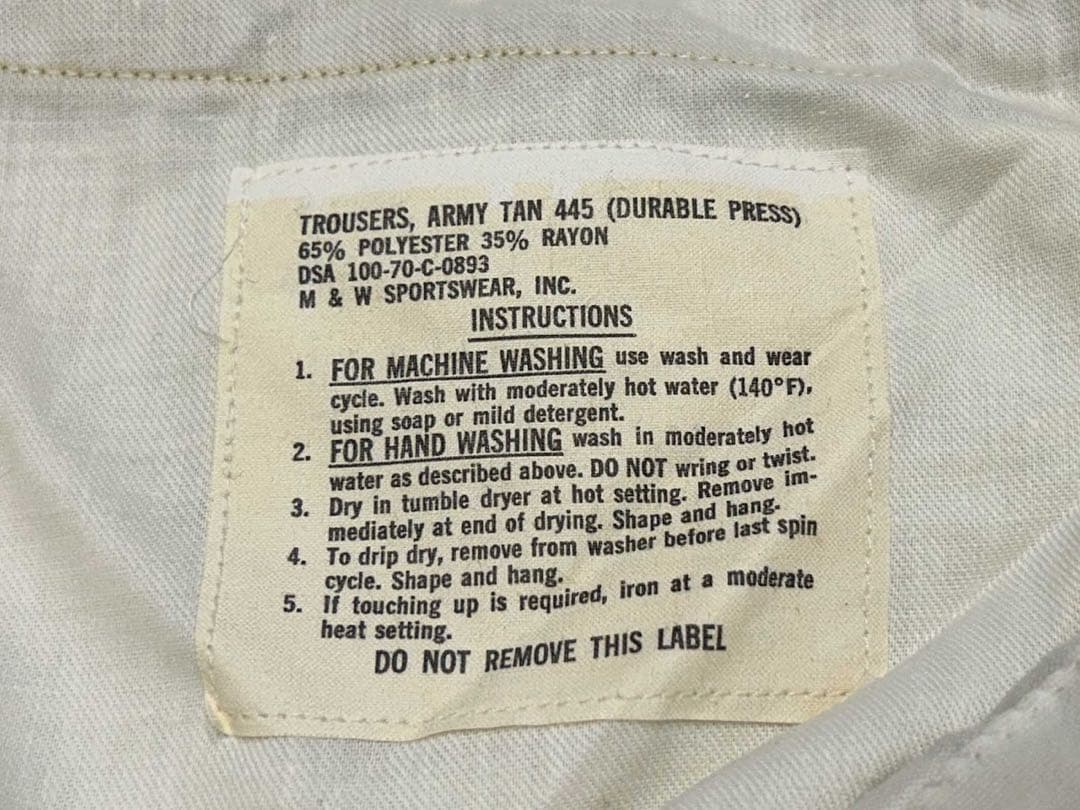 TROUSERS, ARMY TAN 445 (DURABLE PRESS)
65% POLYESTER 35% RAYON
DSA 100-70-C-0893
M & W SPORTSWEAR, INC.
INSTRUCTIONS
1. FOR MACHINE WASHING use wash and wear
cycle. Wash with moderately hot water (140°F),
using soap or mild detergent.
2. FOR HAND WASHING wash in moderately hot
water as described above. DO NOT wring or twist.
3. Dry in tumble dryer at hot setting. Remove im-
mediately at end of drying. Shape and hang.
4. To drip dry, remove from washer before last spin
cycle. Shape and hang.
5. If touching up is required, iron at a moderate
heat setting.
DO NOT REMOVE THIS LABEL